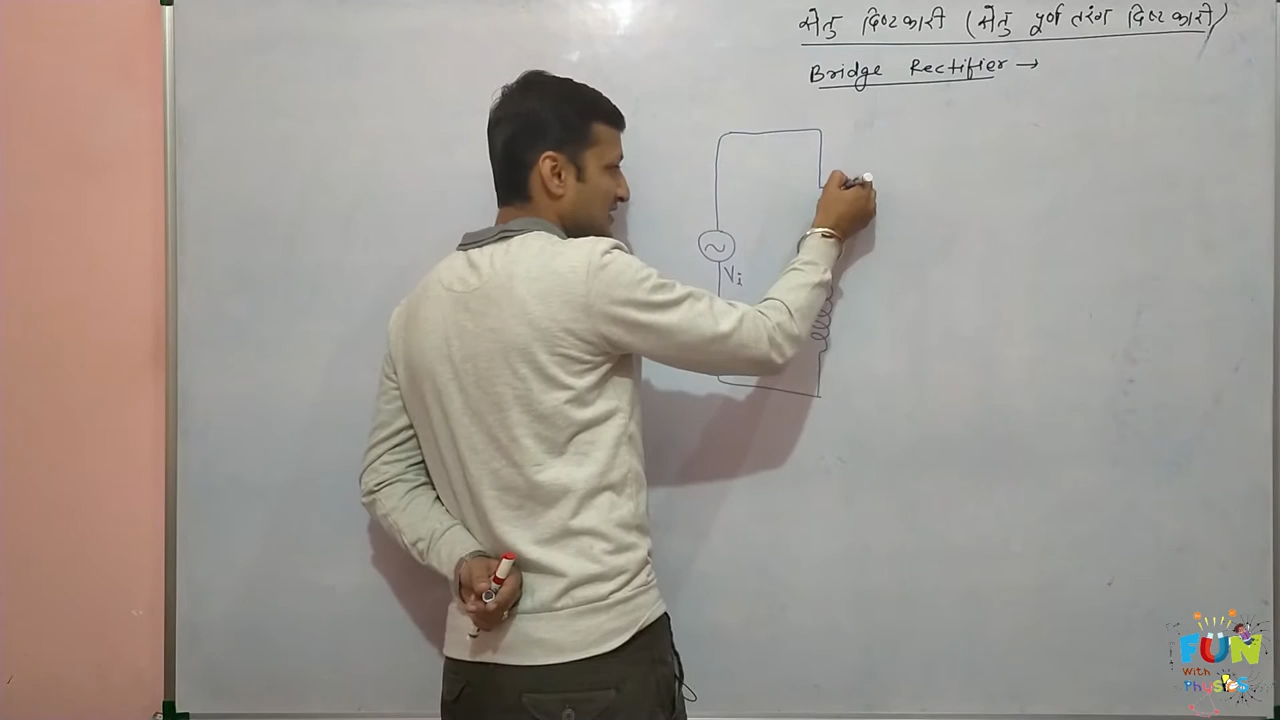 सेतु दिष्टकारी (सेतु पूर्ण तरंग दिष्टकारी)
Bridge Rectifier →
~
Vi
FUN
With
Physics